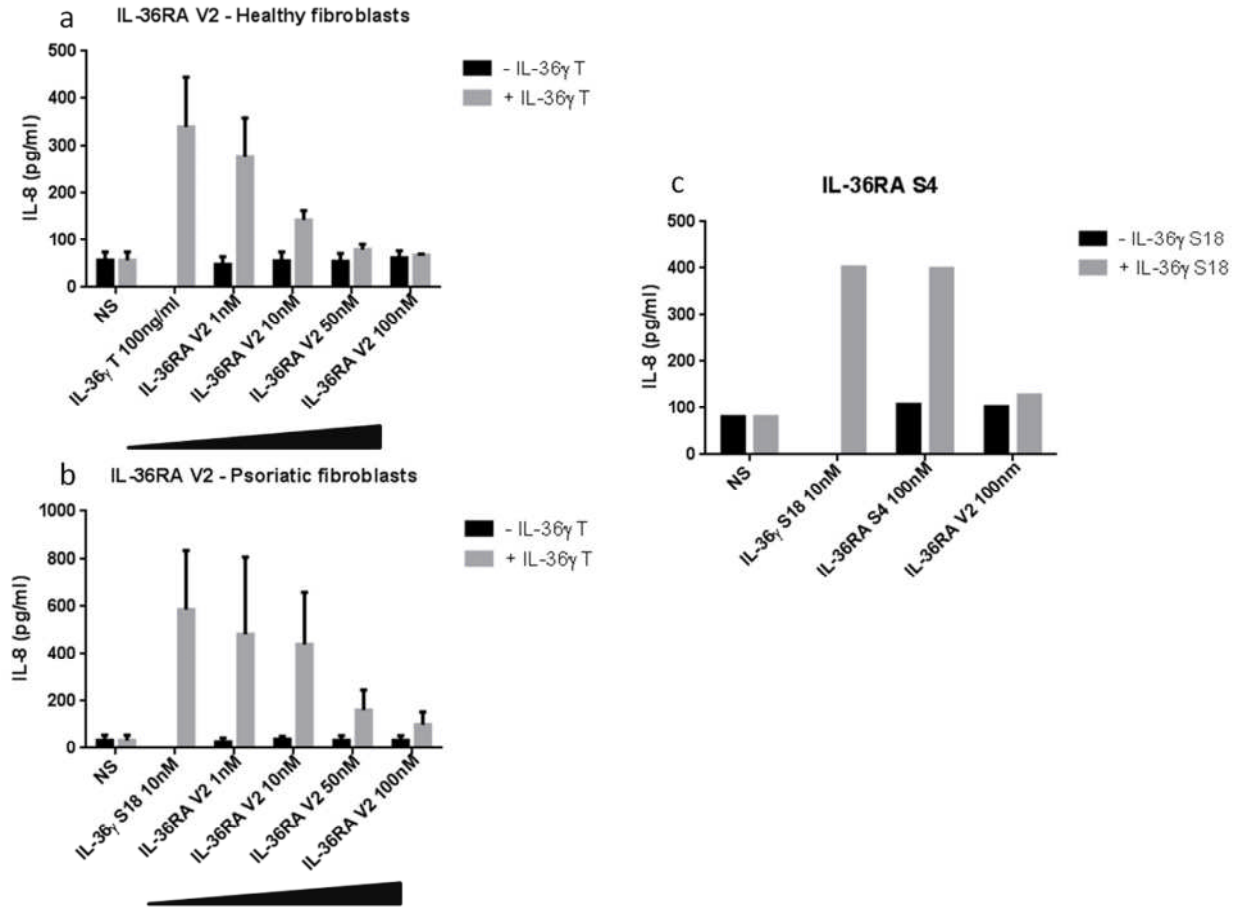 a
IL-36RA V2 - Healthy fibroblasts
500
400
300
200
100
0
IL-8 (pg/ml)
NS
IL-36γ T 100ng/ml
IL-36RA V2 1nM
IL-36RA V2 10nM
IL-36RA V2 50nM
IL-36RA V2 100nM
- IL-36γ T
+ IL-36γ T
b
IL-36RA V2 - Psoriatic fibroblasts
1000
800
600
400
200
0
IL-8 (pg/ml)
NS
IL-36γ S18 10nM
IL-36RA V2 1nM
IL-36RA V2 10nM
IL-36RA V2 50nM
IL-36RA V2 100nM
- IL-36γ T
+ IL-36γ T
c
IL-36RA S4
500
400
300
200
100
0
IL-8 (pg/ml)
NS
IL-36γ S18 10nM
IL-36RA S4 100nM
IL-36RA V2 100nm
- IL-36γ S18
+ IL-36γ S18